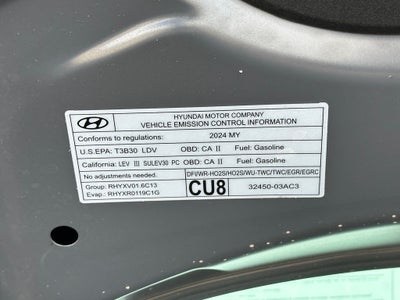 HYUNDAI MOTOR COMPANY
VEHICLE EMISSION CONTROL INFORMATION
Conforms to regulations: 2024 MY
U.S.EPA: T3B30 LDV OBD: CA II Fuel: Gasoline
California: LEV III SULEV30 PC OBD: CA II Fuel: Gasoline
No adjustments needed. DFI/WR-HO2S/HO2S/WU-TWC/TWC/EGR/EGRC
Group: RHYXV01.6C13 CU8 32450-03AC3
Evap: RHYXR0119C1G